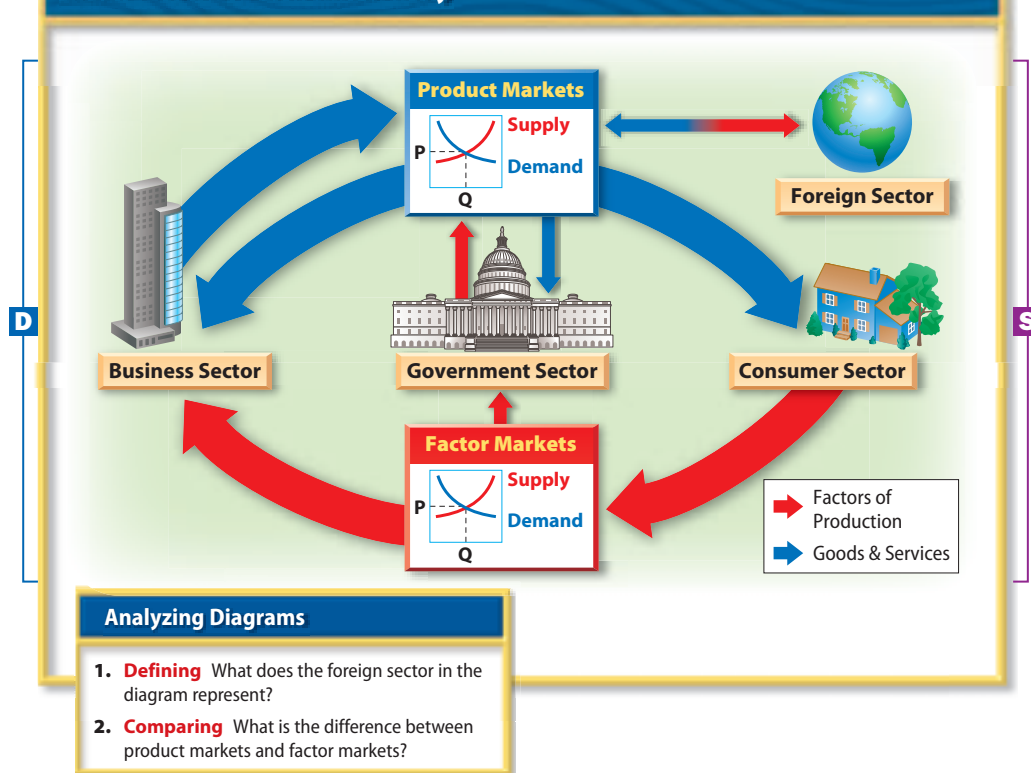 Product Markets
Supply
P
Demand
Q
Foreign Sector
D
S
Business Sector
Government Sector
Consumer Sector
Factor Markets
Supply
P
Demand
Q
Factors of
Production
Goods & Services
Analyzing Diagrams
1. Defining What does the foreign sector in the
diagram represent?
2. Comparing What is the difference between
product markets and factor markets?